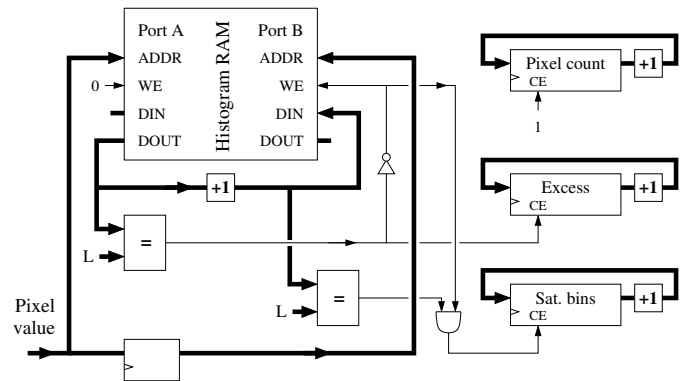 Port A
Port B
ADDR
WE
DIN
DOUT
Histogram RAM
ADDR
WE
DIN
DOUT
0
+1
=
L
=
L
Pixel
value
Pixel count
CE
+1
1
Excess
CE
+1
Sat. bins
CE
+1